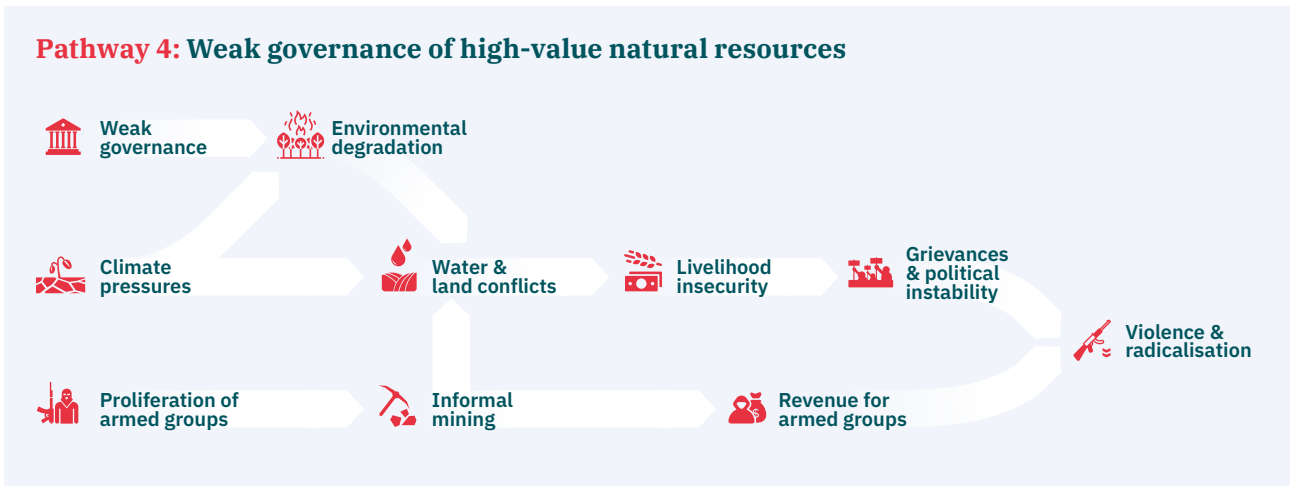 Pathway 4: Weak governance of high-value natural resources
Weak
governance
Environmental
degradation
Climate
pressures
Water &
land conflicts
Livelihood
insecurity
Grievances
& political
instability
Violence &
radicalisation
Proliferation of
armed groups
Informal
mining
$
Revenue for
armed groups